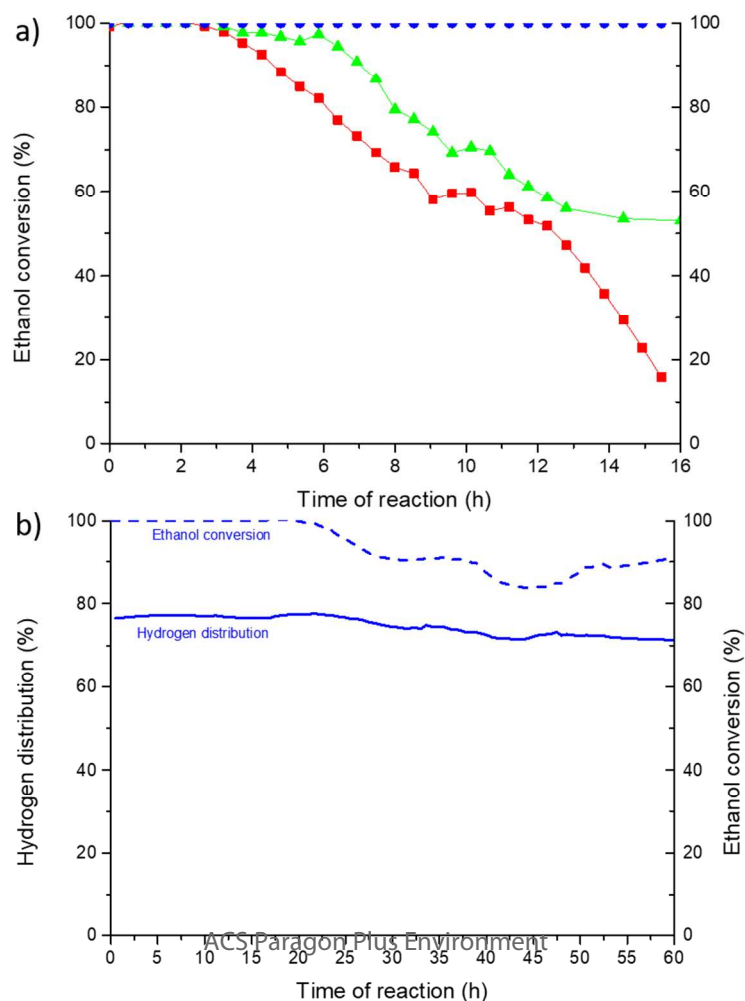 a)
100
80
60
40
20
0
Ethanol conversion (%)
100
80
60
40
20
0
0 2 4 6 8 10 12 14 16
Time of reaction (h)
b)
100
80
60
40
20
0
Hydrogen distribution (%)
Ethanol conversion
Hydrogen distribution
100
80
60
40
20
0
Ethanol conversion (%)
ACS Paragon Plus Environment
0 5 10 15 20 25 30 35 40 45 50 55 60
Time of reaction (h)